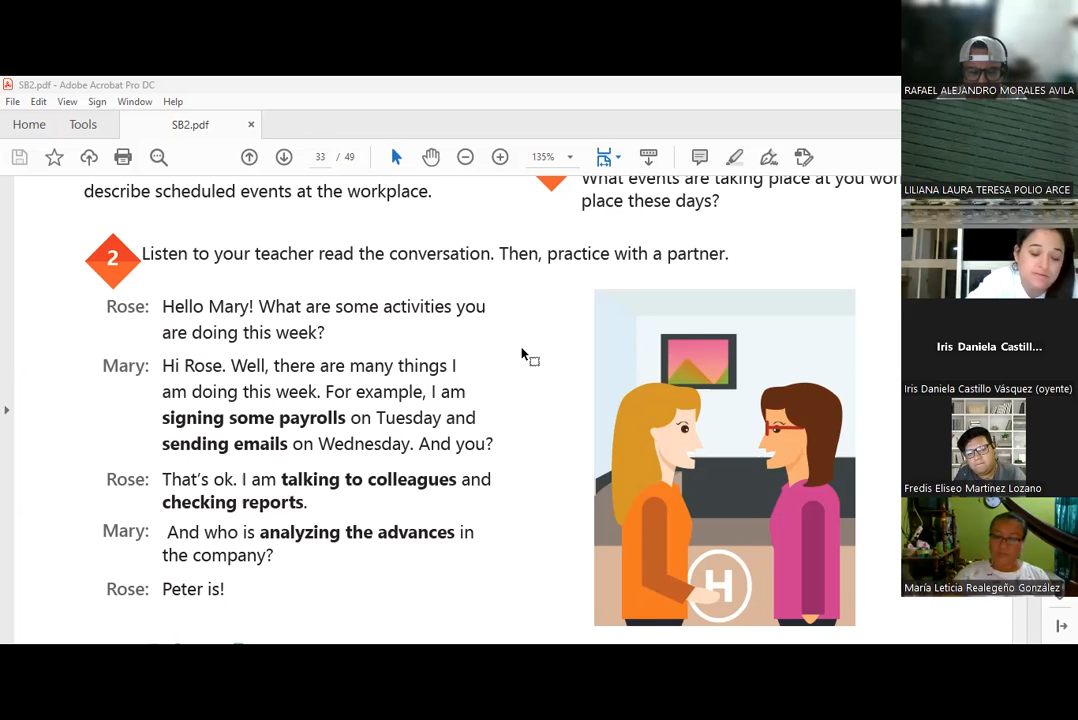 SB2.pdf - Adobe Acrobat Pro DC
File Edit View Sign Window Help
Home Tools SB2.pdf ×
33 / 49 135%
describe scheduled events at the workplace.
What events are taking place at you wor
place these days?
2 Listen to your teacher read the conversation. Then, practice with a partner.
Rose: Hello Mary! What are some activities you
are doing this week?
Mary: Hi Rose. Well, there are many things I
am doing this week. For example, I am
signing some payrolls on Tuesday and
sending emails on Wednesday. And you?
Rose: That's ok. I am talking to colleagues and
checking reports.
Mary: And who is analyzing the advances in
the company?
Rose: Peter is!
H
RAFAEL ALEJANDRO MORALES AVILA
LILIANA LAURA TERESA POLIO ARCE
Iris Daniela Castill...
Iris Daniela Castillo Vásquez (oyente)
Fredis Eliseo Martinez Lozano
María Leticia Realegeño González